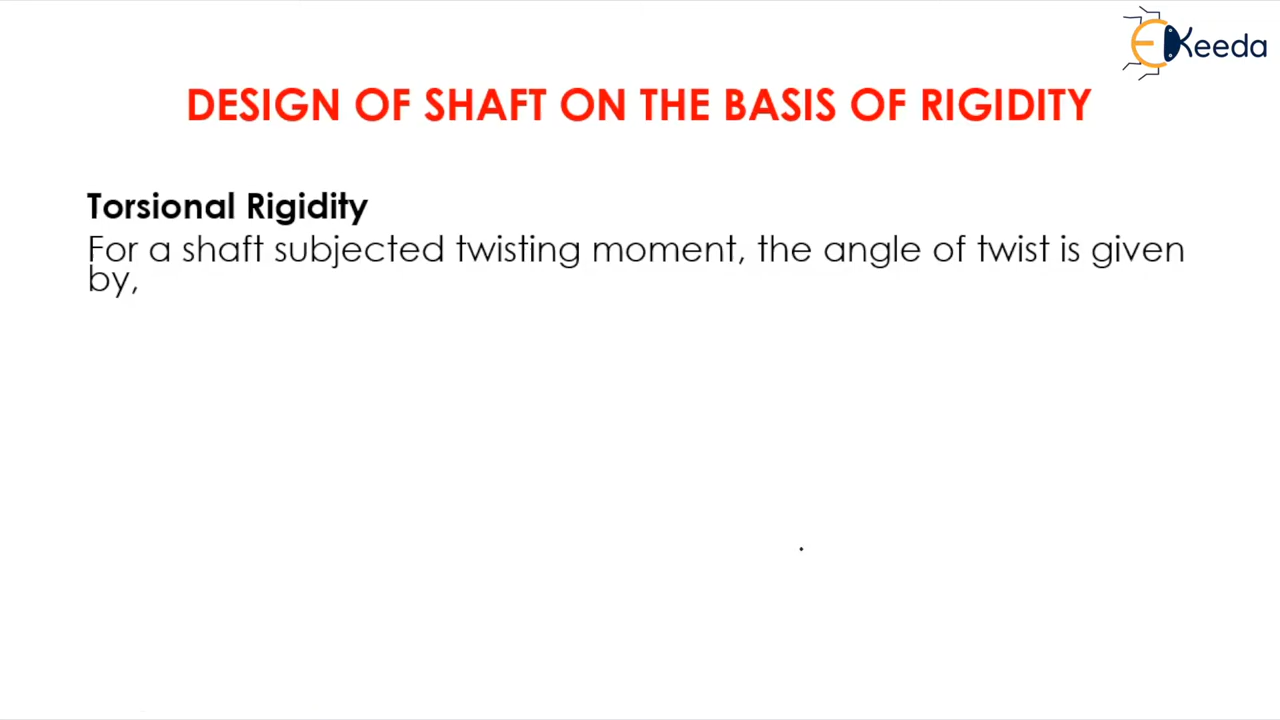 EKeeda
DESIGN OF SHAFT ON THE BASIS OF RIGIDITY
Torsional Rigidity
For a shaft subjected twisting moment, the angle of twist is given
by,